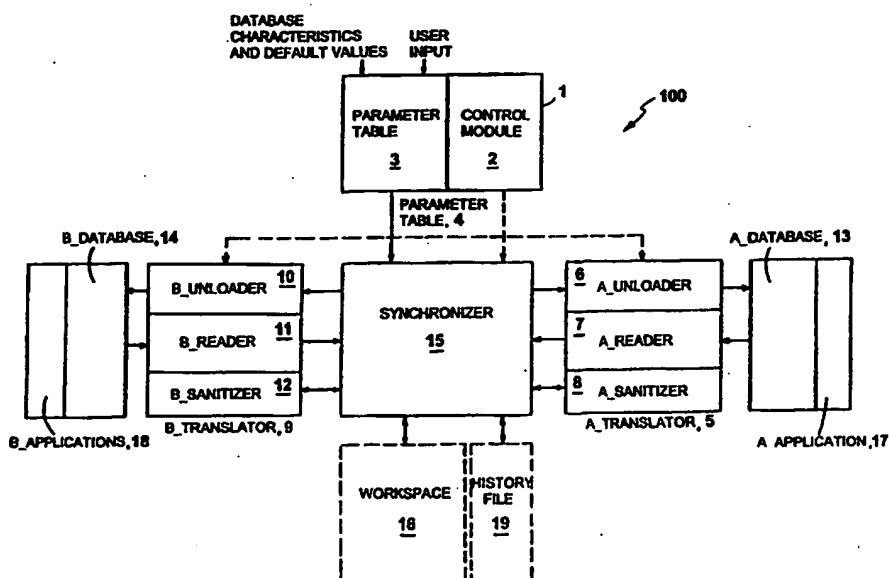 DATABASE
CHARACTERISTICS
AND DEFAULT VALUES
USER
INPUT
1
100
PARAMETER
TABLE
3
CONTROL
MODULE
2
PARAMETER
TABLE, 4
B_DATABASE, 14
A_DATABASE, 13
B_UNLOADER 10
B_READER 11
B_SANITIZER 12
SYNCHRONIZER
15
6 A_UNLOADER
7 A_READER
8 A_SANITIZER
B_APPLICATIONS, 18
B_TRANSLATOR, 9
A_TRANSLATOR, 5
A APPLICATION, 17
WORKSPACE
16
HISTORY
FILE
19